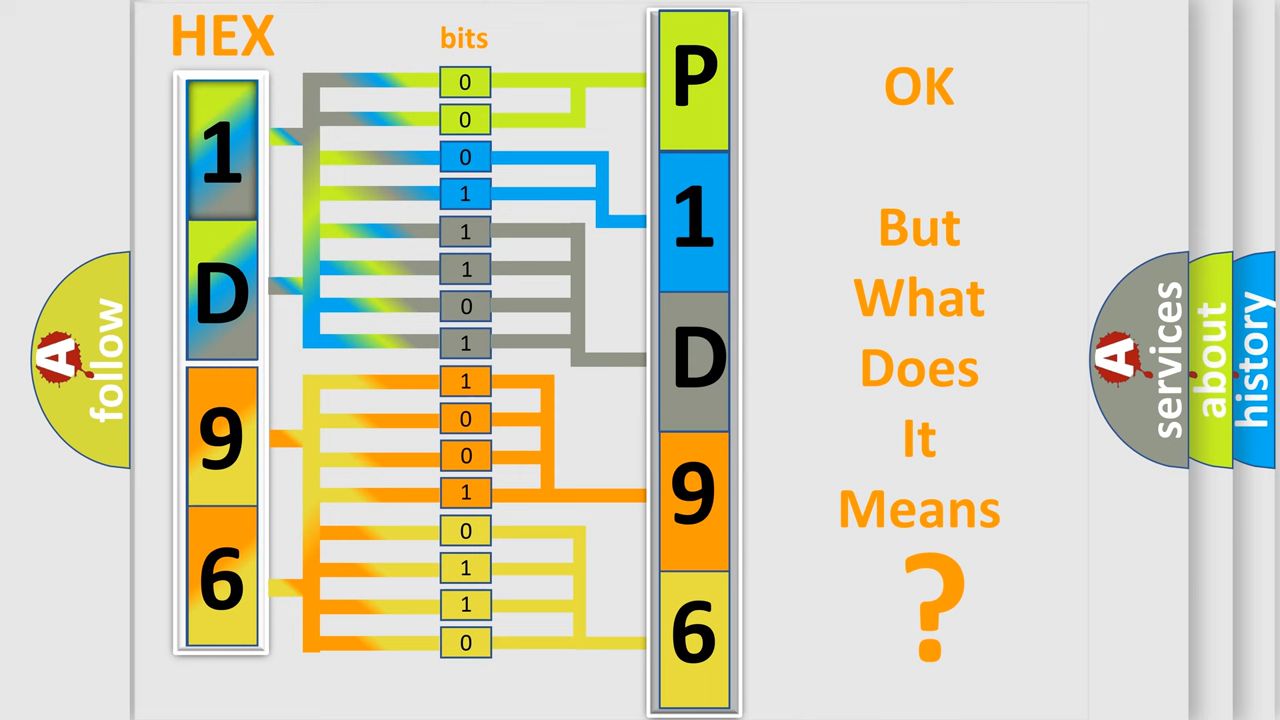 HEX
bits
1
D
9
6
0
0
0
1
1
1
0
1
1
0
0
1
0
1
1
0
P
1
D
9
6
OK
But
What
Does
It
Means
?
A
follow
A
services
about
history